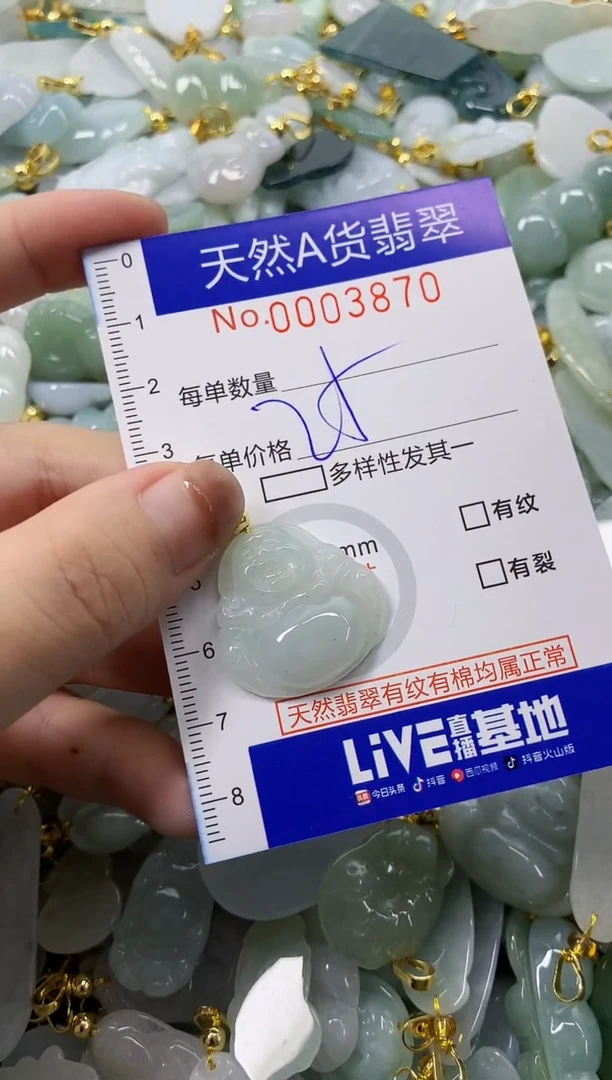 天然A货翡翠
No.0003870
0
1
2
3
6
7
8
每单数量
单价格
多样性发其一
有纹
mm
有裂
天然翡翠有纹有棉均属正常
LiVE直播基地
今日头条 抖音 西瓜视频 抖音火山版